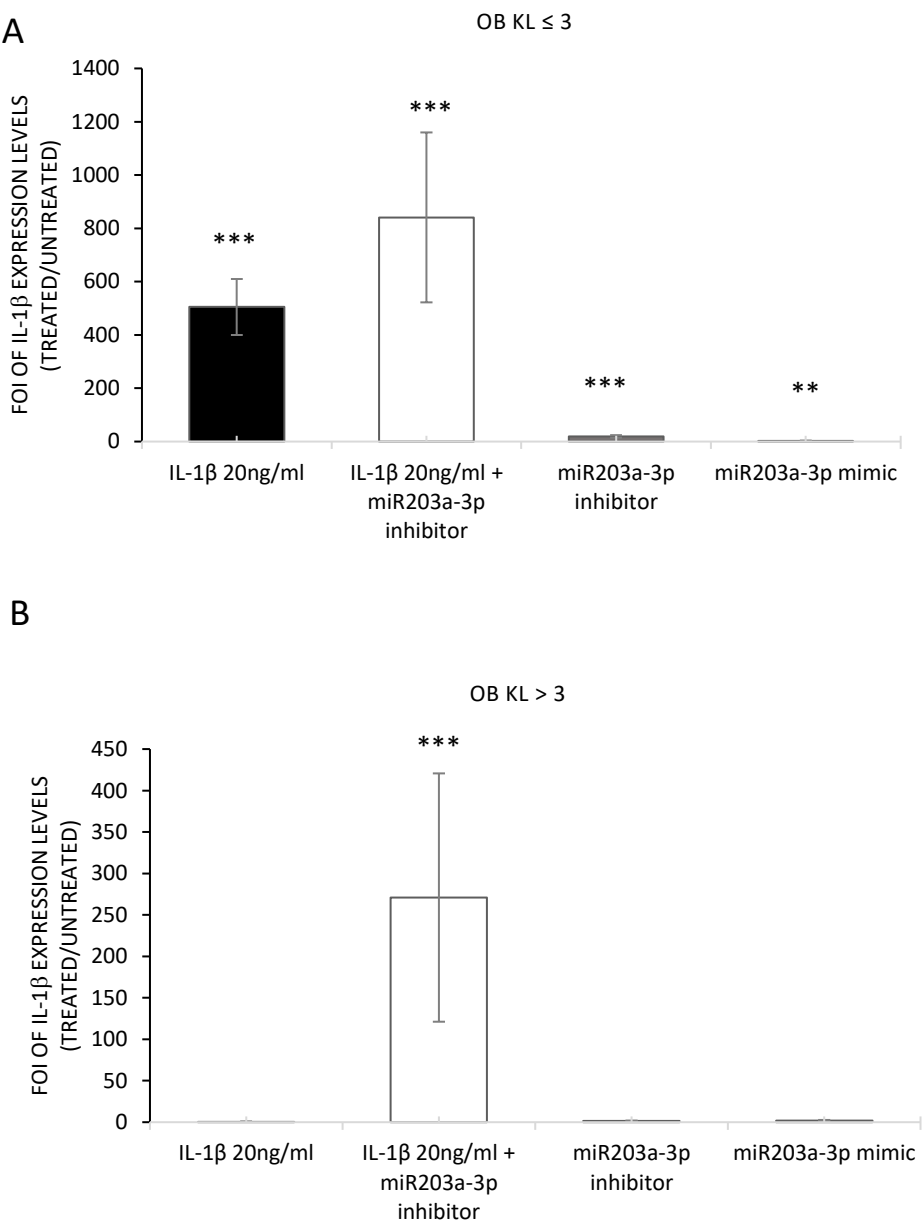 A
OB KL ≤ 3
FOI OF IL-1β EXPRESSION LEVELS
(TREATED/UNTREATED)
1400
1200
1000
800
600
400
200
0
***
***
***
**
IL-1β 20ng/ml
IL-1β 20ng/ml +
miR203a-3p
inhibitor
miR203a-3p
inhibitor
miR203a-3p mimic
B
OB KL > 3
FOI OF IL-1β EXPRESSION LEVELS
(TREATED/UNTREATED)
450
400
350
300
250
200
150
100
50
0
***
IL-1β 20ng/ml
IL-1β 20ng/ml +
miR203a-3p
inhibitor
miR203a-3p
inhibitor
miR203a-3p mimic